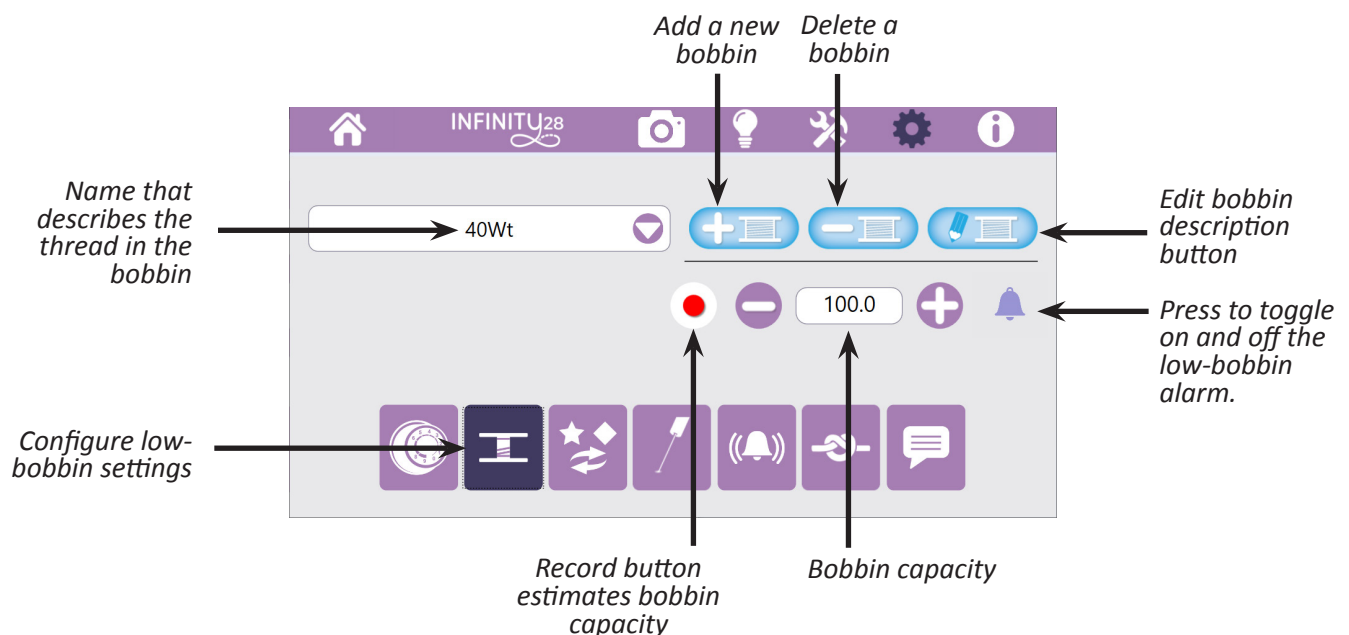 Add a new
bobbin
Delete a
bobbin
INFINITY28
Name that
describes the
thread in the
bobbin
40Wt
Edit bobbin
description
button
100.0
Press to toggle
on and off the
low-bobbin
alarm.
Configure low-
bobbin settings
Record button
estimates bobbin
capacity
Bobbin capacity